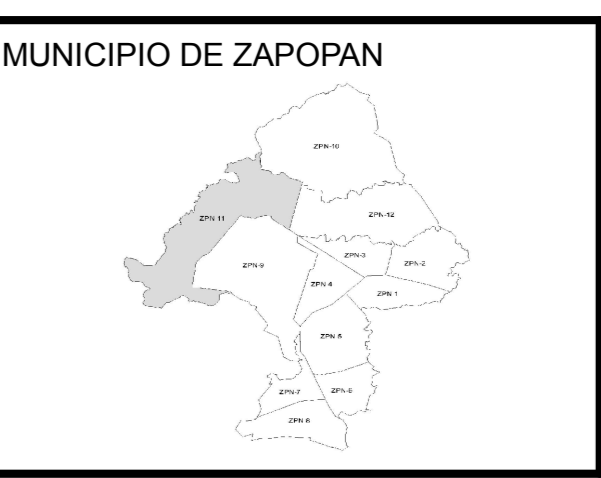 MUNICIPIO DE ZAPOPAN
ZPN-10
ZPN-12
ZPN-11
ZPN-3
ZPN-2
ZPN-9
ZPN 4
ZPN 1
ZPN 5
ZPN-7
ZPN-6
ZPN 8